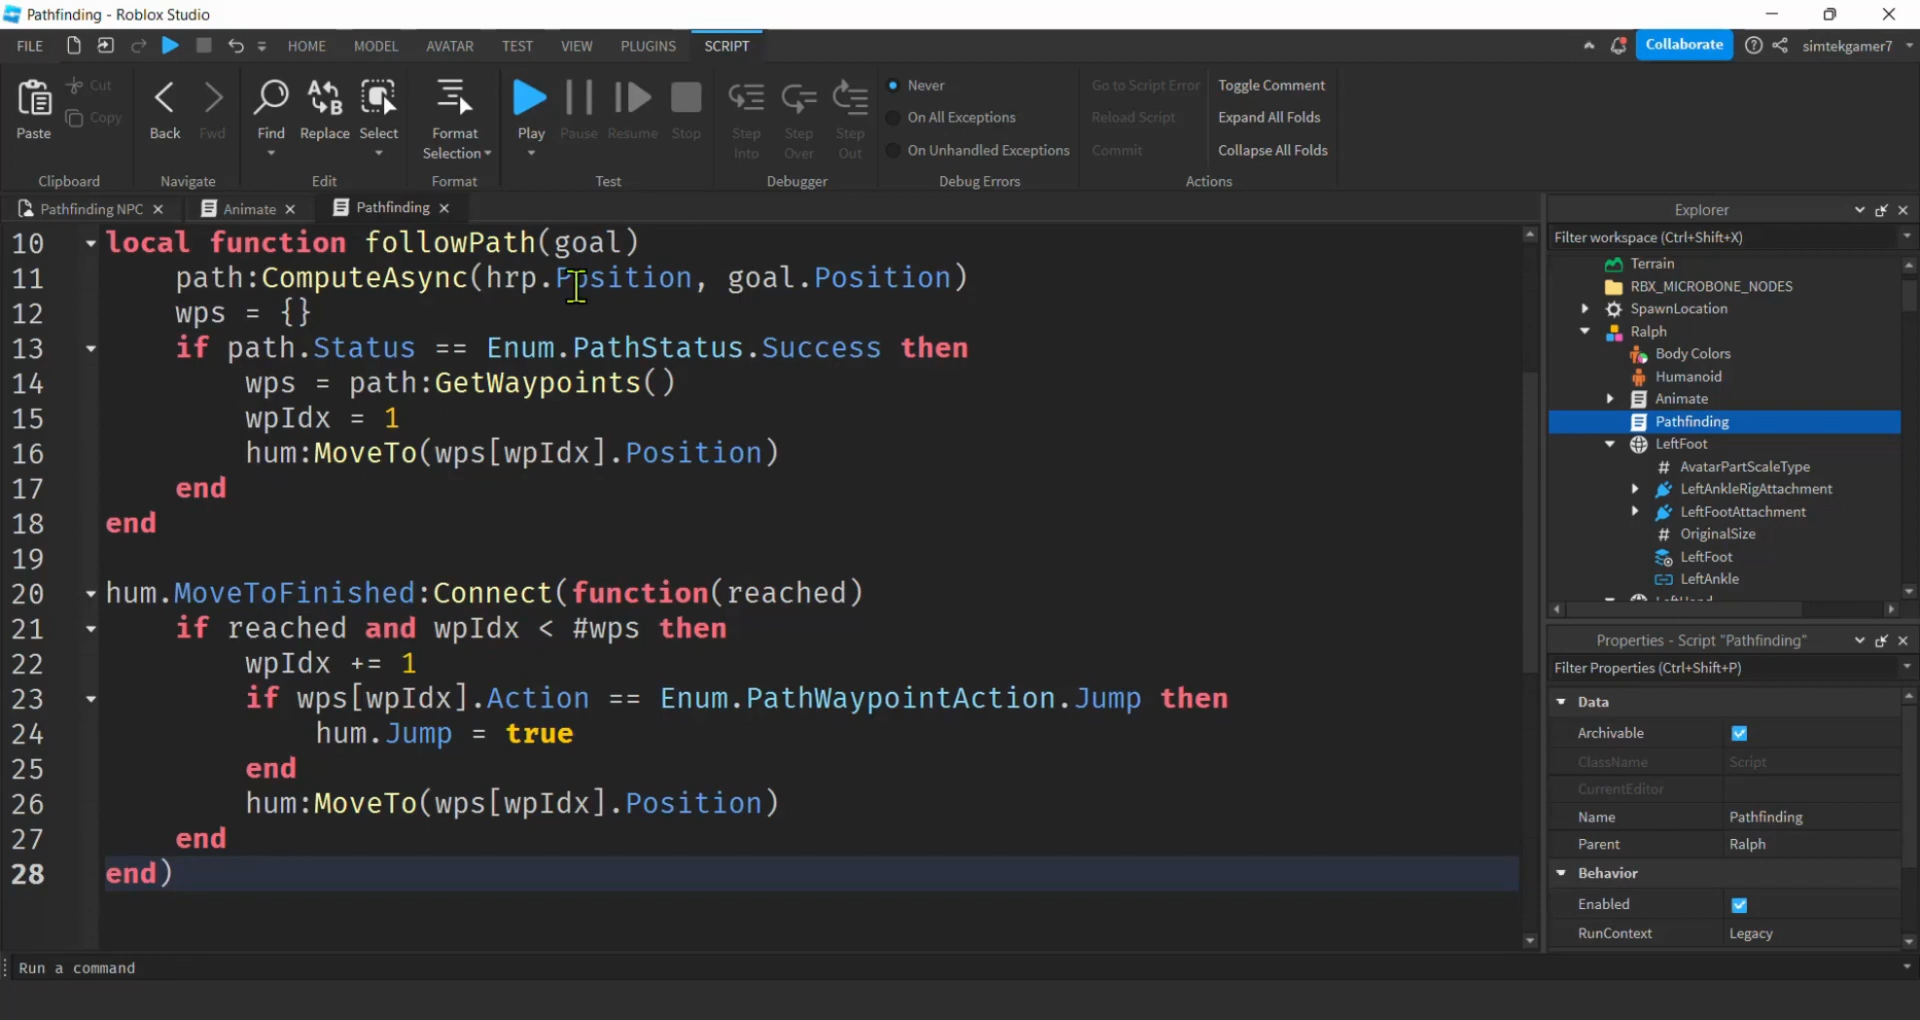 Pathfinding - Roblox Studio
FILE HOME MODEL AVATAR TEST VIEW PLUGINS SCRIPT Collaborate simtekgamer7
Paste Cut Copy
Clipboard
Back Fwd
Navigate
Find Replace Select
Edit
Format Selection
Format
Play Pause Resume Stop
Test
Step Into Step Over Step Out
Debugger
Never
On All Exceptions
On Unhandled Exceptions
Debug Errors
Go to Script Error
Reload Script
Commit
Toggle Comment
Expand All Folds
Collapse All Folds
Actions
Pathfinding NPC Animate Pathfinding
10 local function followPath(goal)
11 path:ComputeAsync(hrp.Position, goal.Position)
12 wps = {}
13 if path.Status == Enum.PathStatus.Success then
14 wps = path:GetWaypoints()
15 wpIdx = 1
16 hum:MoveTo(wps[wpIdx].Position)
17 end
18 end
19
20 hum.MoveToFinished:Connect(function(reached)
21 if reached and wpIdx < #wps then
22 wpIdx += 1
23 if wps[wpIdx].Action == Enum.PathWaypointAction.Jump then
24 hum.Jump = true
25 end
26 hum:MoveTo(wps[wpIdx].Position)
27 end
28 end)
Explorer
Filter workspace (Ctrl+Shift+X)
Terrain
RBX_MICROBONE_NODES
SpawnLocation
Ralph
Body Colors
Humanoid
Animate
Pathfinding
LeftFoot
AvatarPartScaleType
LeftAnkleRigAttachment
LeftFootAttachment
OriginalSize
LeftFoot
LeftAnkle
Properties - Script "Pathfinding"
Filter Properties (Ctrl+Shift+P)
Data
Archivable
ClassName Script
CurrentEditor
Name Pathfinding
Parent Ralph
Behavior
Enabled
RunContext Legacy
Run a command